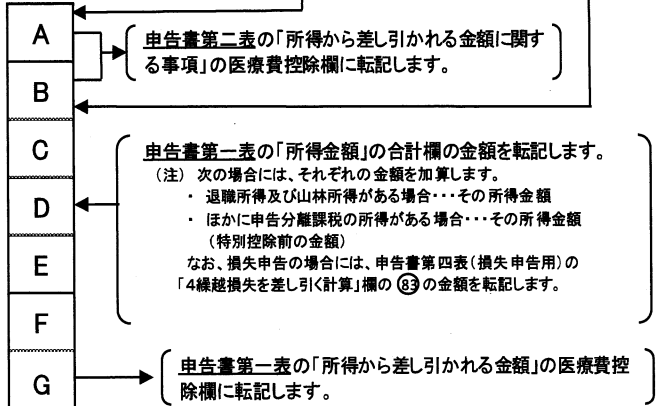 A
申告書第二表の「所得から差し引かれる金額に関す
る事項」の医療費控除欄に転記します。
B
C
申告書第一表の「所得金額」の合計欄の金額を転記します。
(注) 次の場合には、それぞれの金額を加算します。
・ 退職所得及び山林所得がある場合・・・その所得金額
D
・ ほかに申告分離課税の所得がある場合・・・その所得金額
(特別控除前の金額)
E
なお、損失申告の場合には、申告書第四表(損失申告用)の
「4繰越損失を差し引く計算」欄の 83 の金額を転記します。
F
申告書第一表の「所得から差し引かれる金額」の医療費控
G
除欄に転記します。